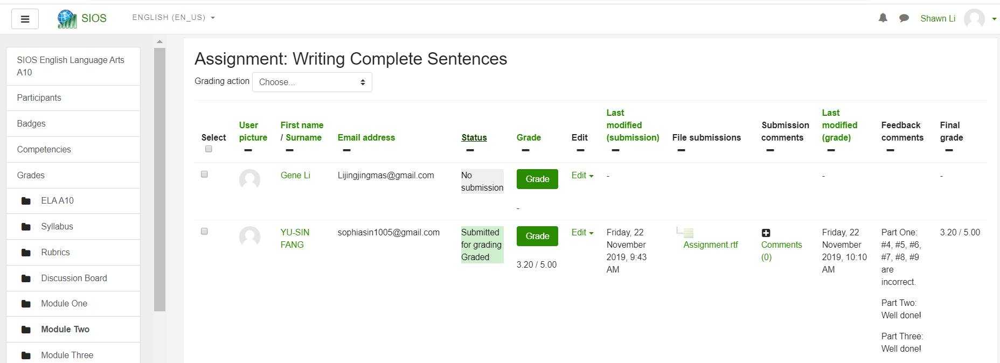 SIOS
ENGLISH (EN_US)
Shawn Li
SIOS English Language Arts
A10
Participants
Badges
Competencies
Grades
ELA A10
Syllabus
Rubrics
Discussion Board
Module One
Module Two
Module Three
Assignment: Writing Complete Sentences
Grading action
Choose...
Select
User
picture
First name
/ Surname
Email address
Status
Grade
Edit
Last
modified
(submission)
File submissions
Submission
comments
Last
modified
(grade)
Feedback
comments
Final
grade
Gene Li
Lijingjingmas@gmail.com
No
submission
Grade
-
Edit
-
-
-
YU-SIN
FANG
sophiasin1005@gmail.com
Submitted
for grading
Graded
Grade
3.20 / 5.00
Edit
Friday, 22
November
2019, 9:43
AM
Assignment.rtf
Comments
(0)
Friday, 22
November
2019, 10:10
AM
Part One:
#4, #5, #6,
#7, #8, #9
are
incorrect.
Part Two:
Well done!
Part Three:
Well done!
3.20 / 5.00